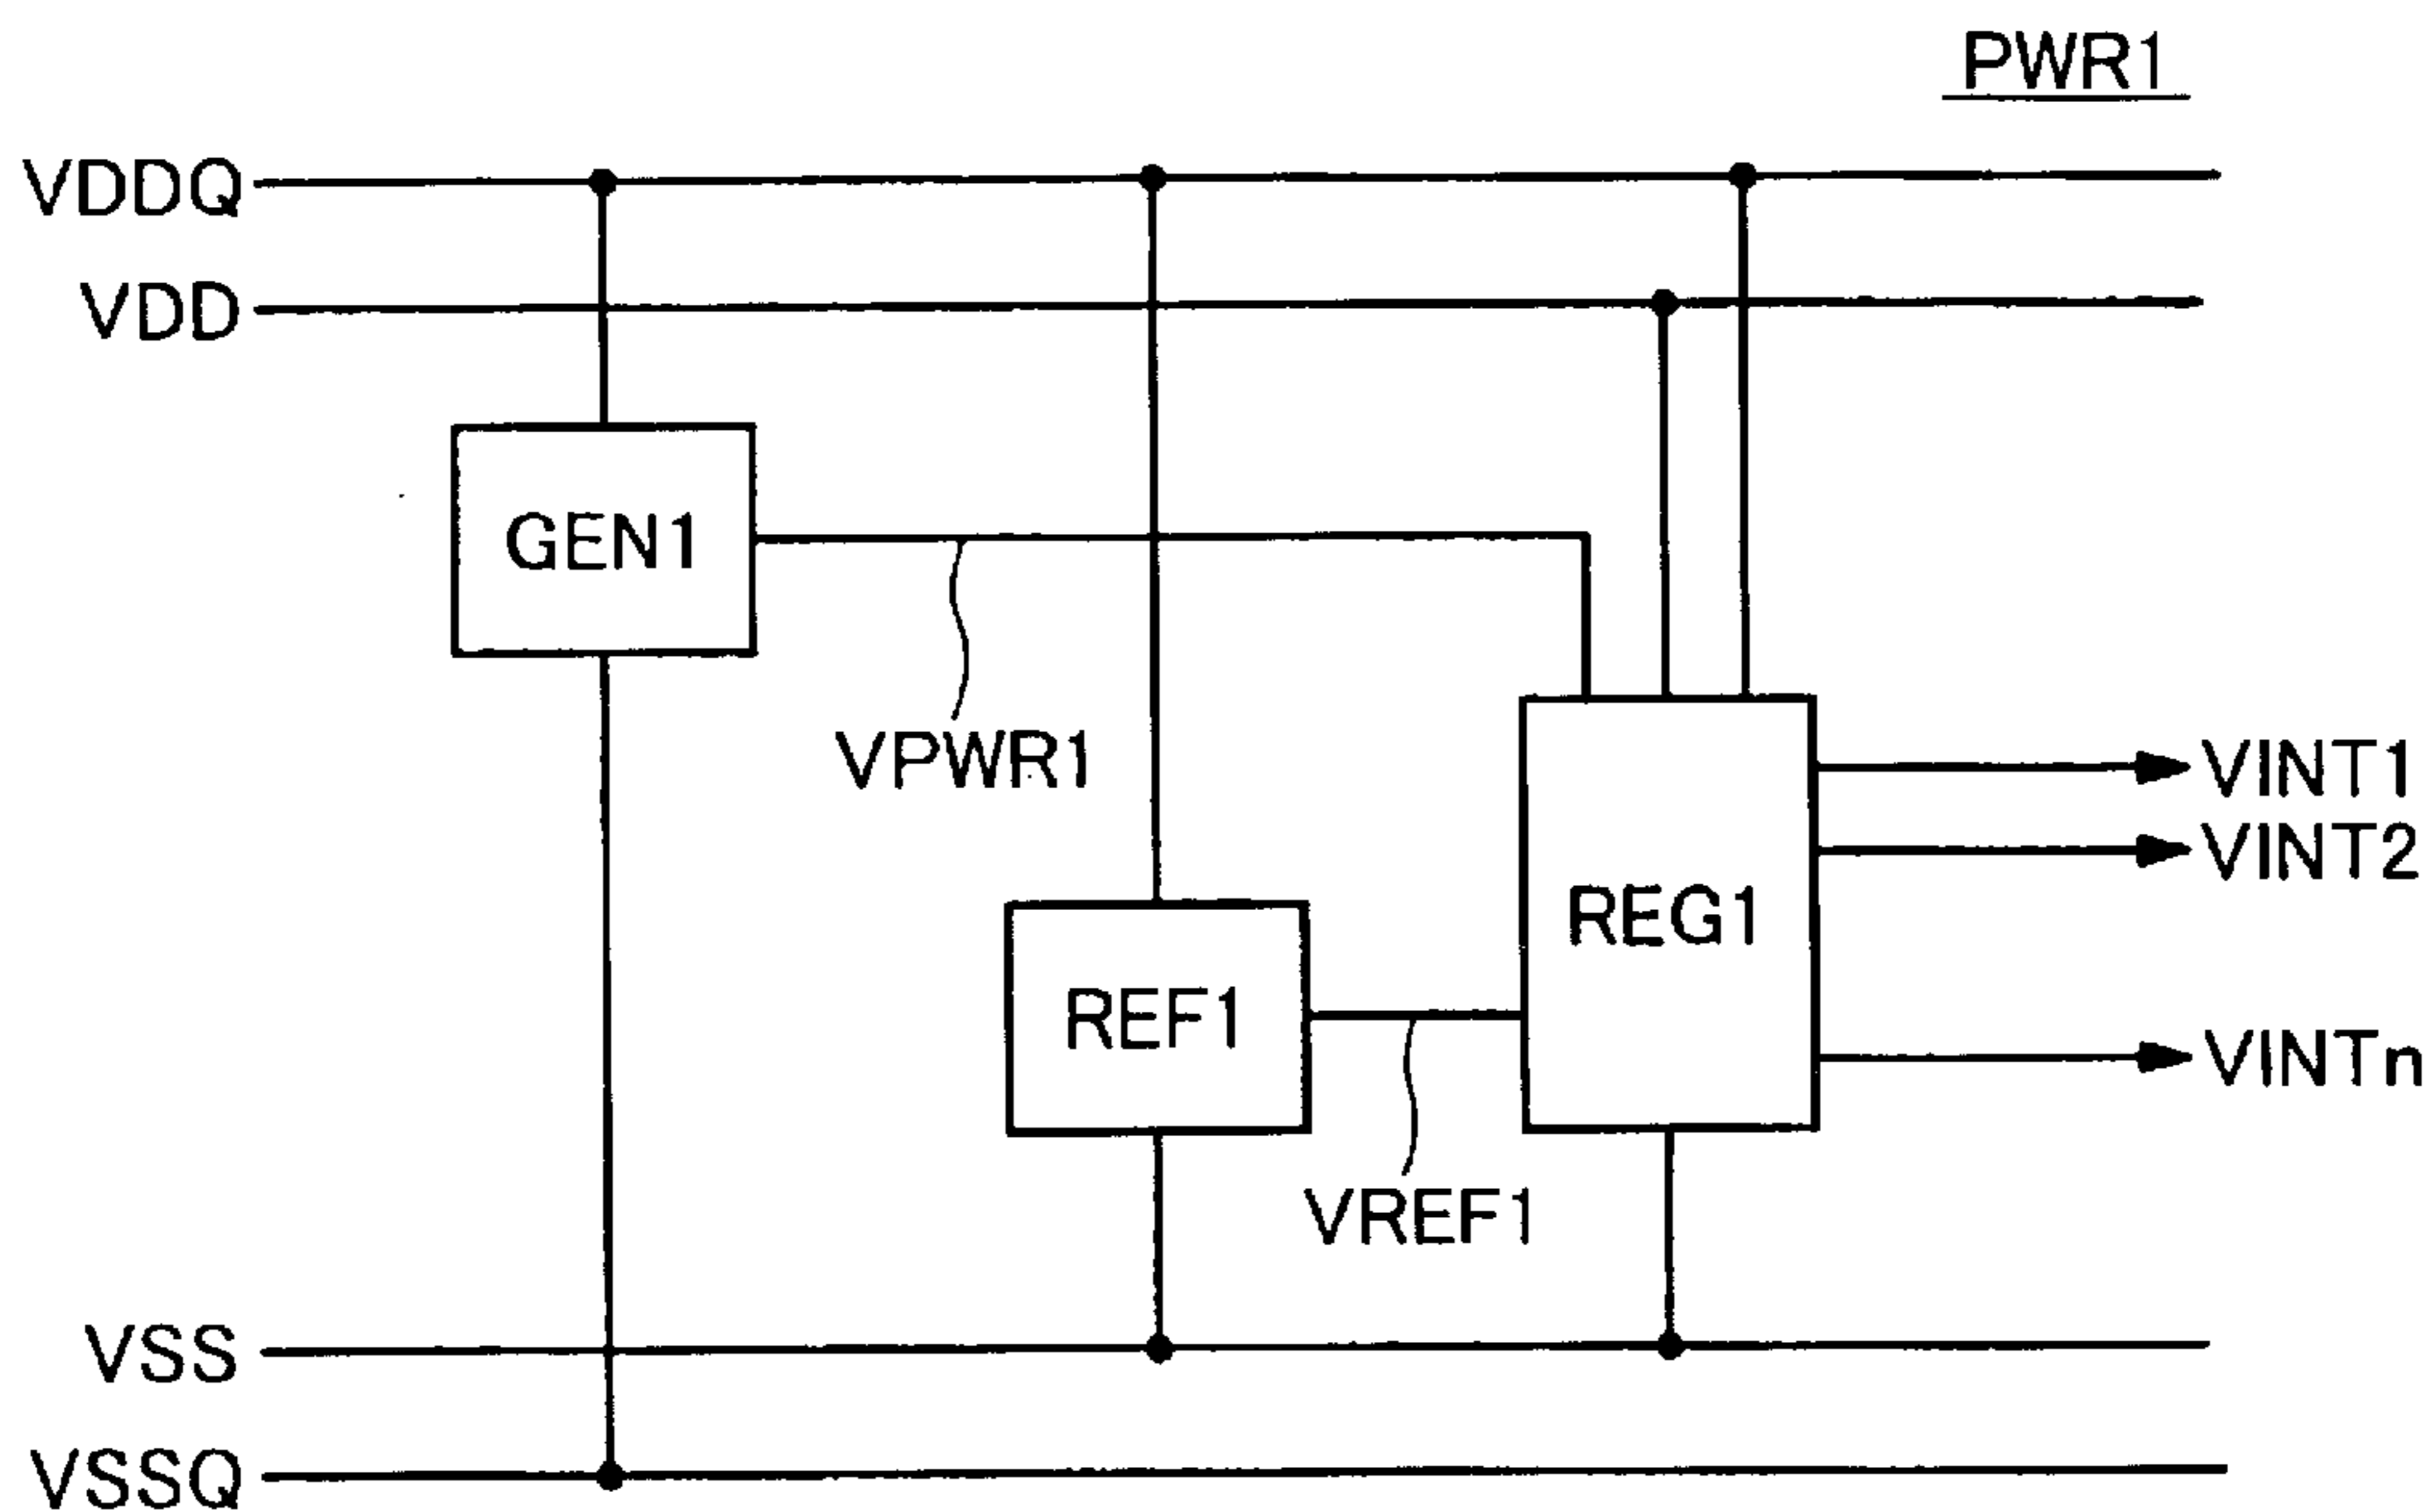 PWR1
VDDQ
VDD
GEN1
VPWR1
VINT1
VINT2
REG1
REF1
VINTn
VREF1
VSS
VSSQ